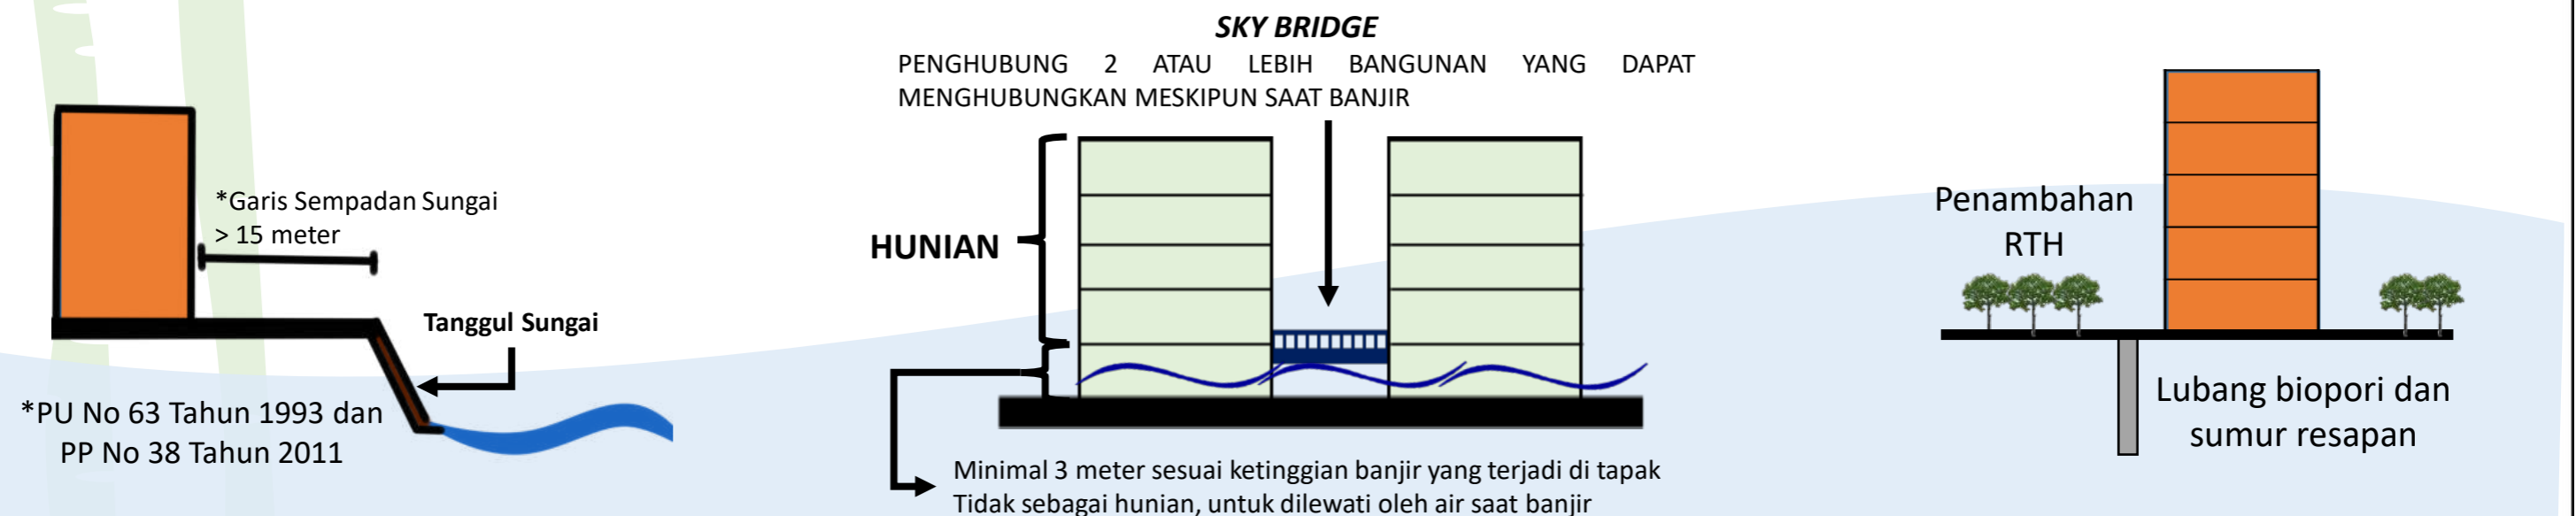 *Garis Sempadan Sungai
> 15 meter
Tanggul Sungai
*PU No 63 Tahun 1993 dan
PP No 38 Tahun 2011
SKY BRIDGE
PENGHUBUNG 2 ATAU LEBIH BANGUNAN YANG DAPAT
MENGHUBUNGKAN MESKIPUN SAAT BANJIR
HUNIAN
Minimal 3 meter sesuai ketinggian banjir yang terjadi di tapak
Tidak sebagai hunian, untuk dilewati oleh air saat banjir
Penambahan
RTH
Lubang biopori dan
sumur resapan